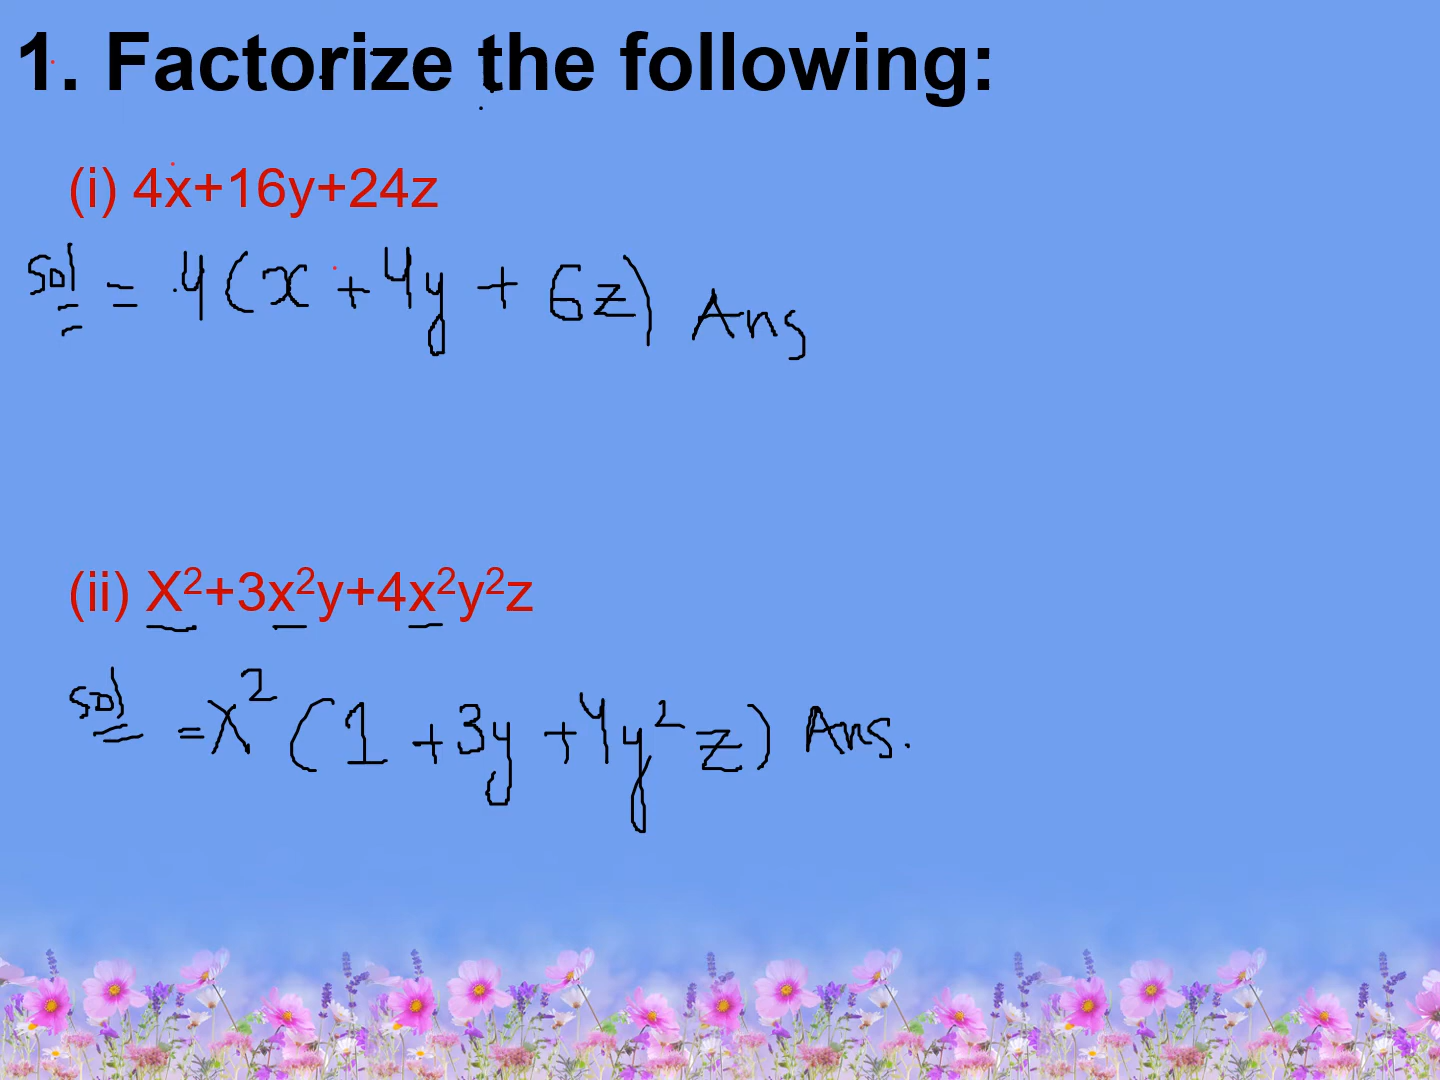 1. Factorize the following:
(i) 4x+16y+24z
sol = 4(x+4y+6z) Ans
(ii) X²+3x²y+4x²y²z
sol =x²(1+3y+4y²z) Ans.